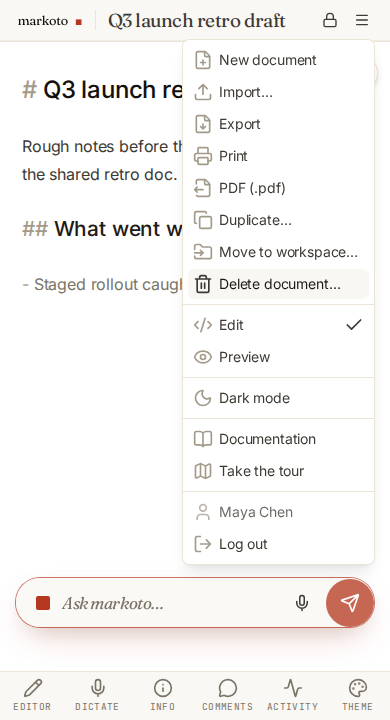 markoto
Q3 launch retro draft
# Q3 launch re
Rough notes before th
the shared retro doc.
## What went w
- Staged rollout caugh
New document
Import...
Export
Print
PDF (.pdf)
Duplicate...
Move to workspace...
Delete document...
Edit
Preview
Dark mode
Documentation
Take the tour
Maya Chen
Log out
Ask markoto...
EDITOR
DICTATE
INFO
COMMENTS
ACTIVITY
THEME